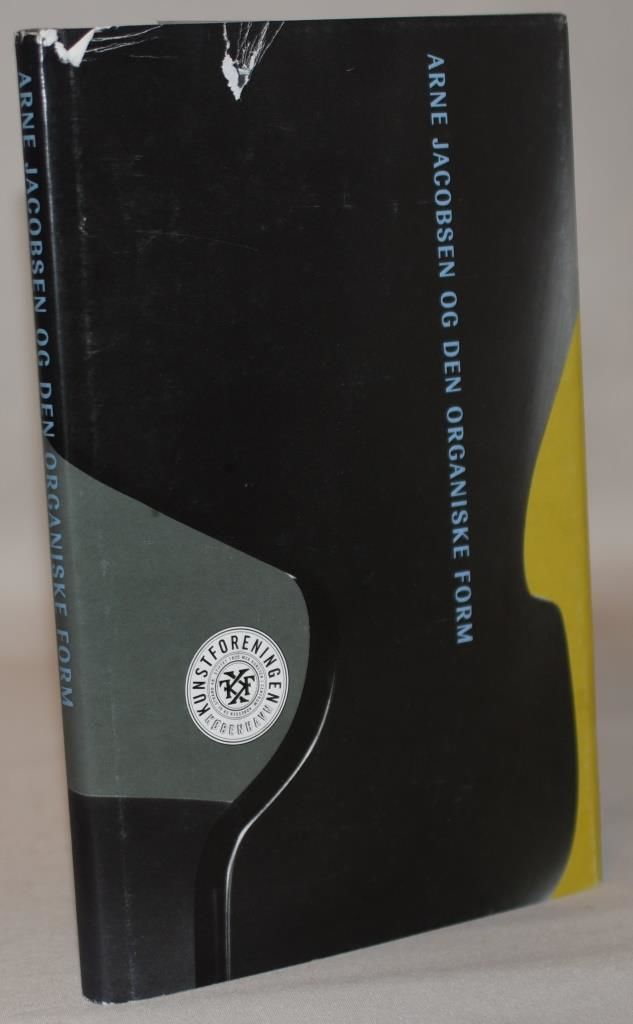 ARNE JACOBSEN OG DEN ORGANISKE FORM
ARNE JACOBSEN OG DEN ORGANISKE FORM
KUNSTFORENINGEN
KØBENHAVN